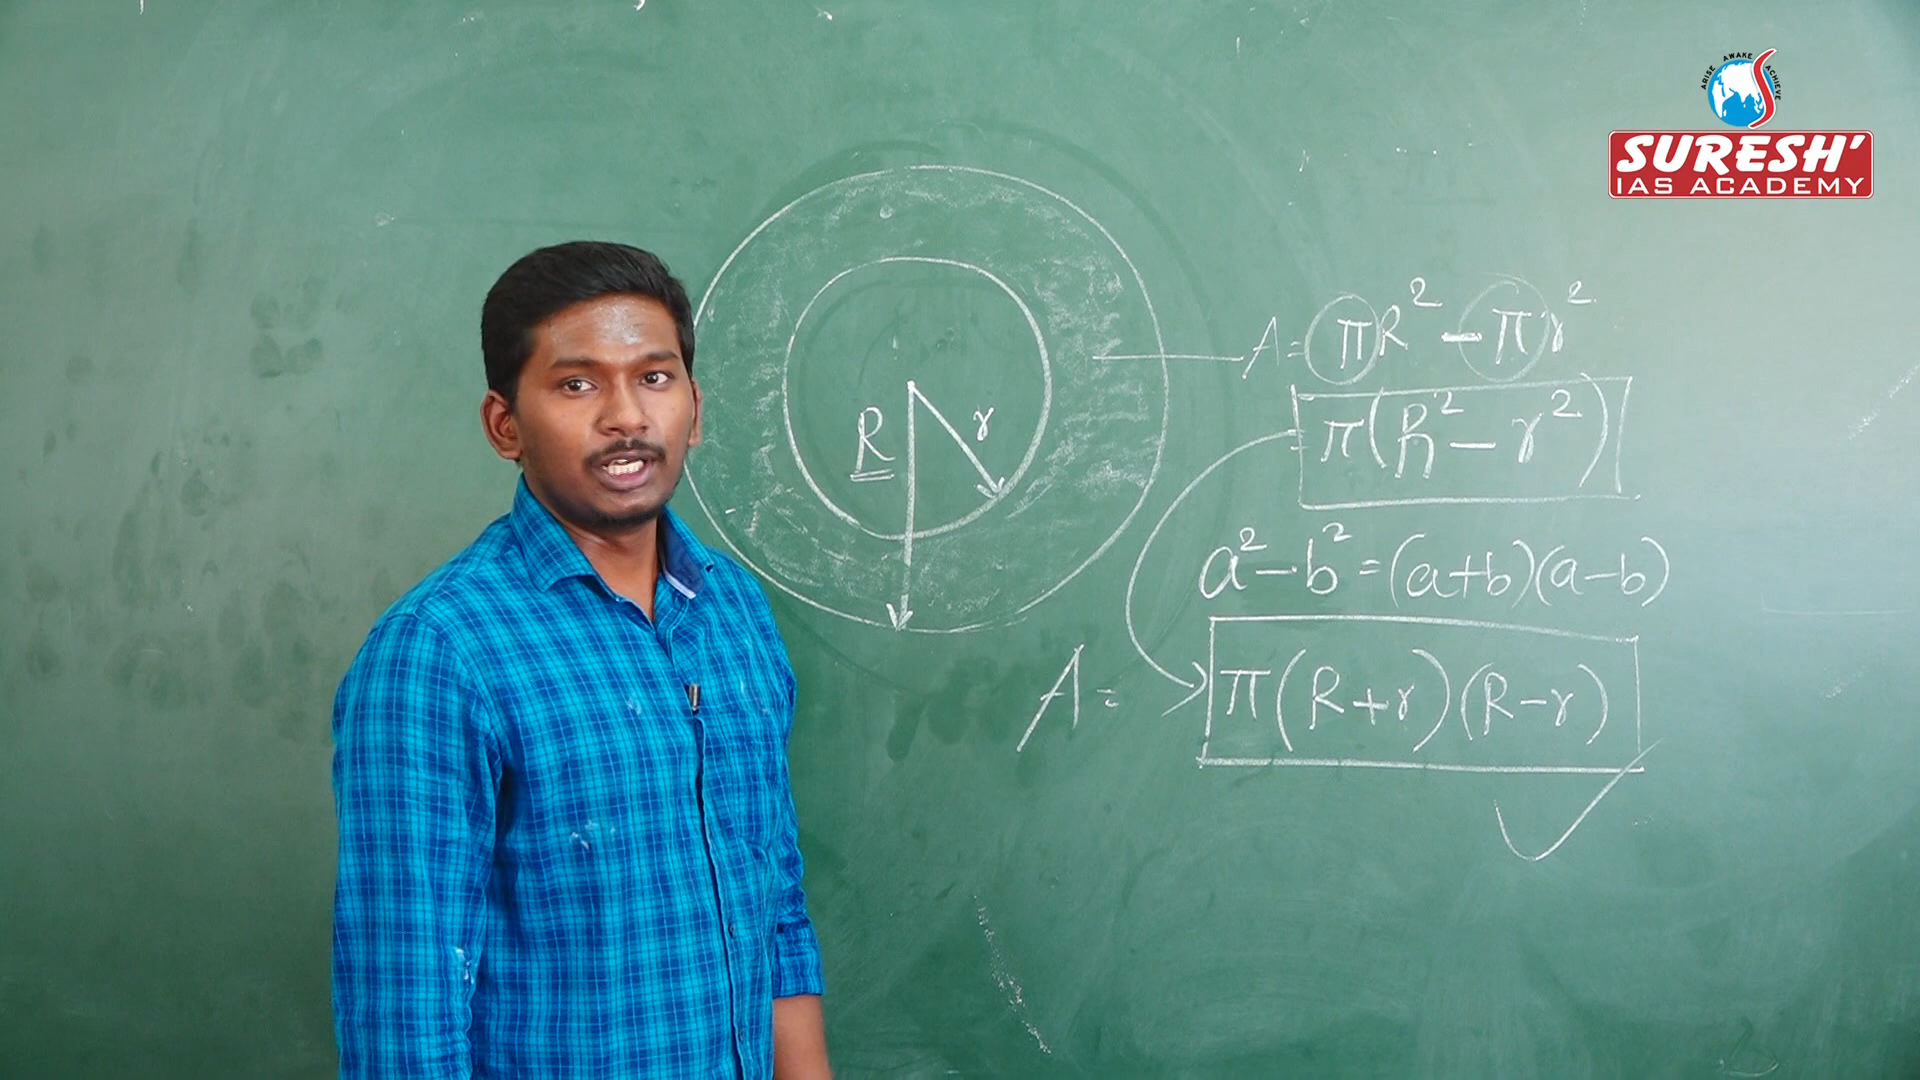 ARISE AWAKE ACHIEVE
SURESH'
IAS ACADEMY
A = πR² - πr²
π(R² - r²)
R
r
a² - b² = (a+b)(a-b)
A = π(R+r)(R-r)